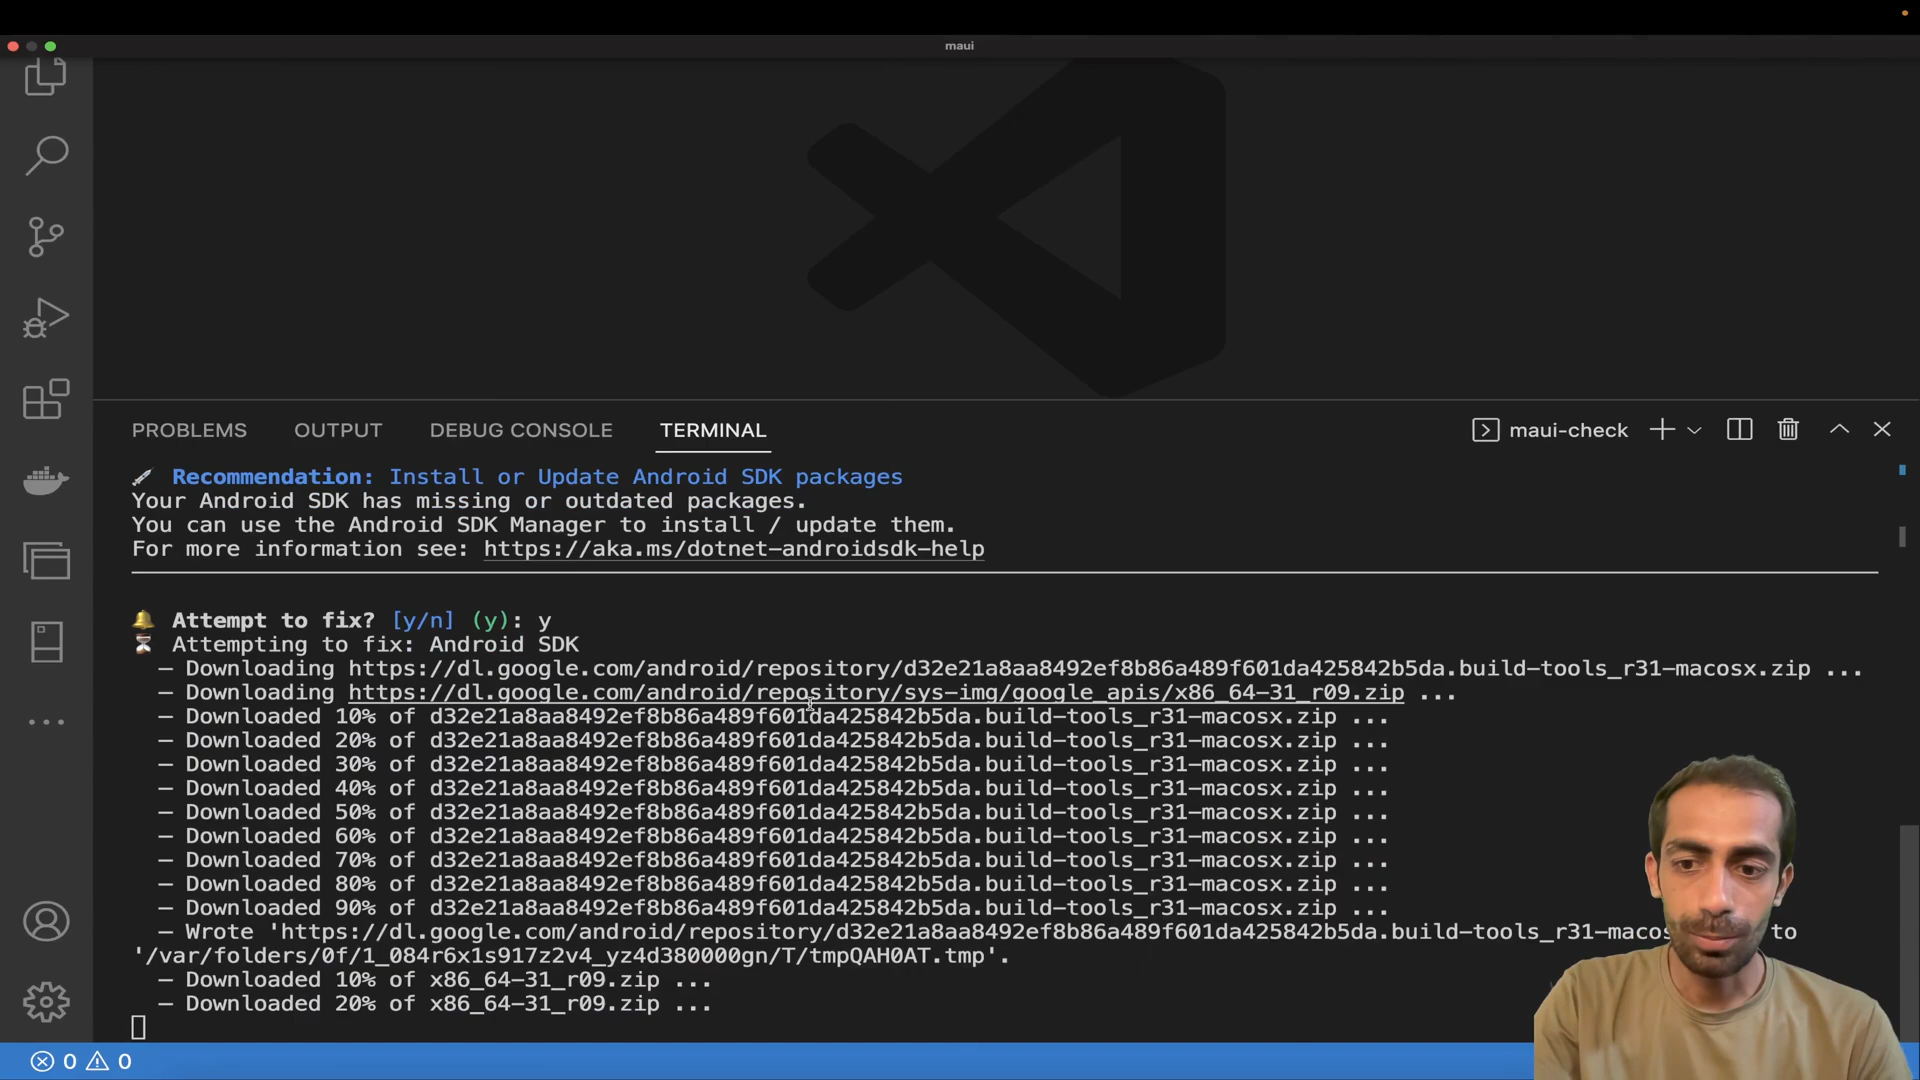 maui
PROBLEMS OUTPUT DEBUG CONSOLE TERMINAL maui-check
Recommendation: Install or Update Android SDK packages
Your Android SDK has missing or outdated packages.
You can use the Android SDK Manager to install / update them.
For more information see: https://aka.ms/dotnet-androidsdk-help
Attempt to fix? [y/n] (y): y
Attempting to fix: Android SDK
– Downloading https://dl.google.com/android/repository/d32e21a8aa8492ef8b86a489f601da425842b5da.build-tools_r31-macosx.zip ...
– Downloading https://dl.google.com/android/repository/sys-img/google_apis/x86_64-31_r09.zip ...
– Downloaded 10% of d32e21a8aa8492ef8b86a489f601da425842b5da.build-tools_r31-macosx.zip ...
– Downloaded 20% of d32e21a8aa8492ef8b86a489f601da425842b5da.build-tools_r31-macosx.zip ...
– Downloaded 30% of d32e21a8aa8492ef8b86a489f601da425842b5da.build-tools_r31-macosx.zip ...
– Downloaded 40% of d32e21a8aa8492ef8b86a489f601da425842b5da.build-tools_r31-macosx.zip ...
– Downloaded 50% of d32e21a8aa8492ef8b86a489f601da425842b5da.build-tools_r31-macosx.zip ...
– Downloaded 60% of d32e21a8aa8492ef8b86a489f601da425842b5da.build-tools_r31-macosx.zip ...
– Downloaded 70% of d32e21a8aa8492ef8b86a489f601da425842b5da.build-tools_r31-macosx.zip ...
– Downloaded 80% of d32e21a8aa8492ef8b86a489f601da425842b5da.build-tools_r31-macosx.zip ...
– Downloaded 90% of d32e21a8aa8492ef8b86a489f601da425842b5da.build-tools_r31-macosx.zip ...
– Wrote 'https://dl.google.com/android/repository/d32e21a8aa8492ef8b86a489f601da425842b5da.build-tools_r31-macos to
'/var/folders/0f/1_084r6x1s917z2v4_yz4d380000gn/T/tmpQAH0AT.tmp'.
– Downloaded 10% of x86_64-31_r09.zip ...
– Downloaded 20% of x86_64-31_r09.zip ...
0 0